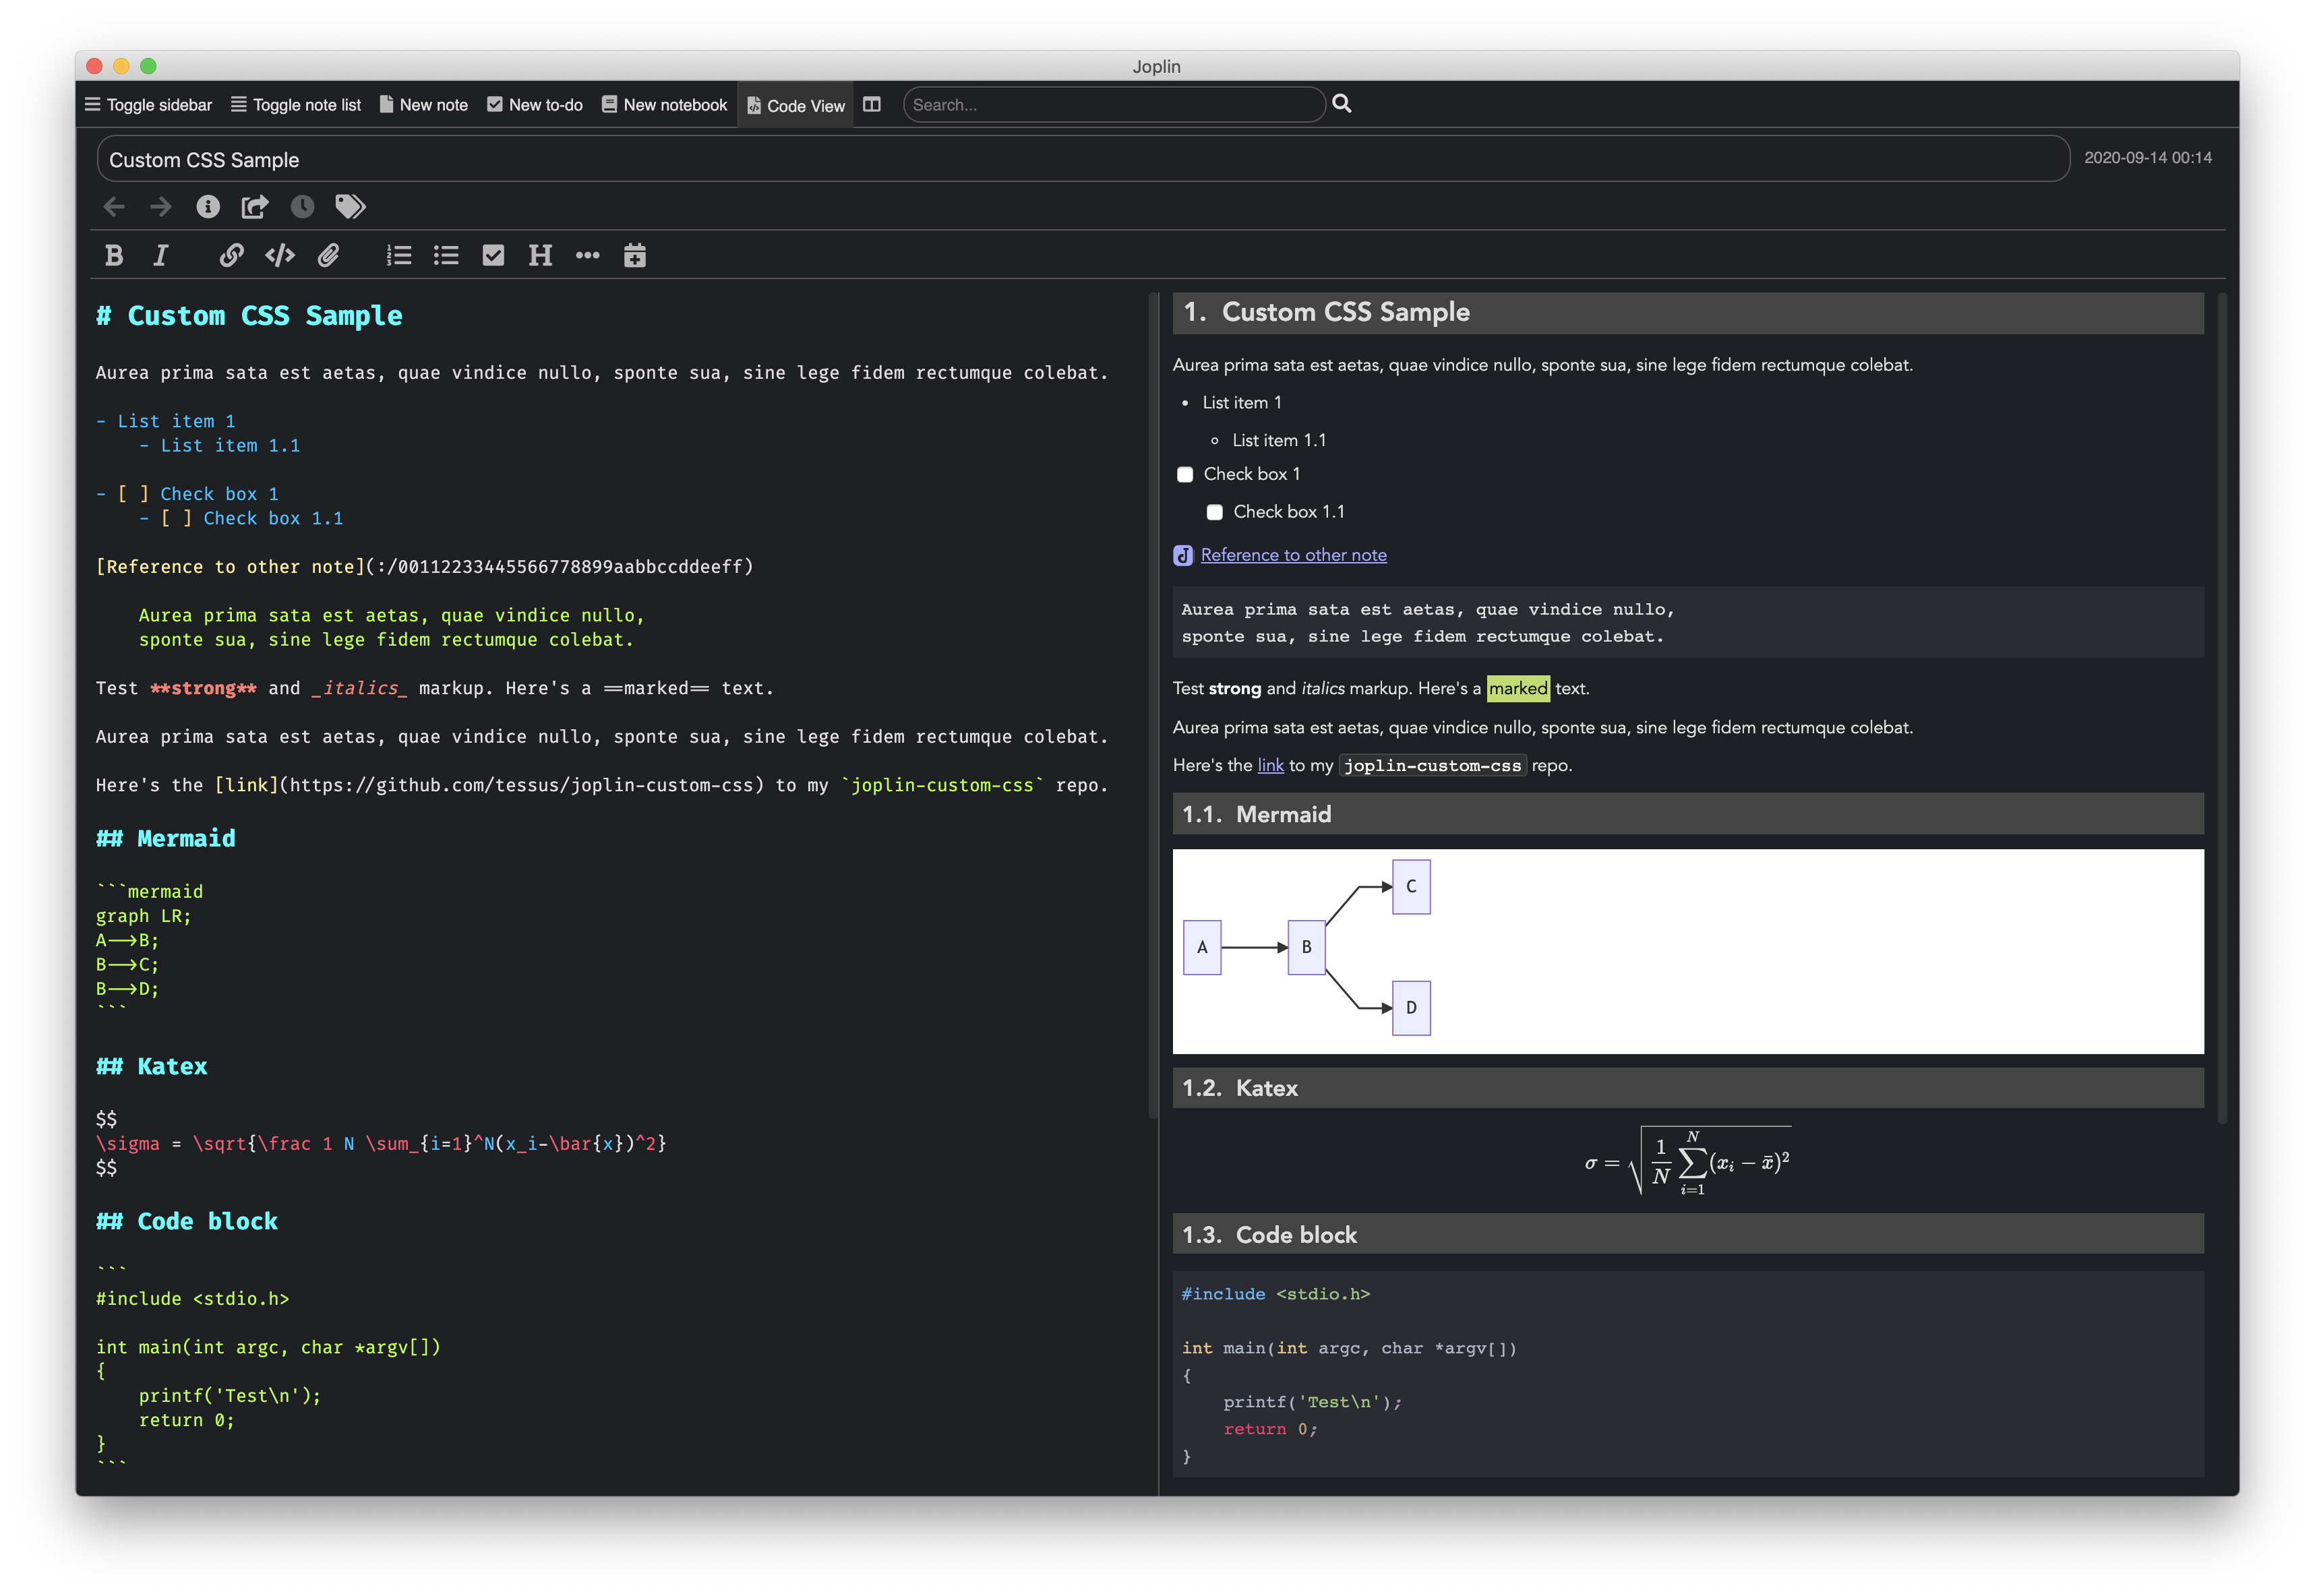 Joplin
Toggle sidebar Toggle note list New note New to-do New notebook Code View Search...
Custom CSS Sample 2020-09-14 00:14
# Custom CSS Sample
Aurea prima sata est aetas, quae vindice nullo, sponte sua, sine lege fidem rectumque colebat.
- List item 1
    - List item 1.1
- [ ] Check box 1
    - [ ] Check box 1.1
[Reference to other note](:/00112233445566778899aabbccddeeff)
    Aurea prima sata est aetas, quae vindice nullo,
    sponte sua, sine lege fidem rectumque colebat.
Test **strong** and _italics_ markup. Here's a ==marked== text.
Aurea prima sata est aetas, quae vindice nullo, sponte sua, sine lege fidem rectumque colebat.
Here's the [link](https://github.com/tessus/joplin-custom-css) to my `joplin-custom-css` repo.
## Mermaid
```mermaid
graph LR;
A-->B;
B-->C;
B-->D;
```
## Katex
$$
\sigma = \sqrt{\frac 1 N \sum_{i=1}^N(x_i-\bar{x})^2}
$$
## Code block
```
#include <stdio.h>
int main(int argc, char *argv[])
{
    printf('Test\n');
    return 0;
}
```
1. Custom CSS Sample
Aurea prima sata est aetas, quae vindice nullo, sponte sua, sine lege fidem rectumque colebat.
• List item 1
◦ List item 1.1
Check box 1
Check box 1.1
Reference to other note
Aurea prima sata est aetas, quae vindice nullo,
sponte sua, sine lege fidem rectumque colebat.
Test strong and italics markup. Here's a marked text.
Aurea prima sata est aetas, quae vindice nullo, sponte sua, sine lege fidem rectumque colebat.
Here's the link to my joplin-custom-css repo.
1.1. Mermaid
C
A B
D
1.2. Katex
σ = √(1/N ∑_{i=1}^{N}(x_i − x̄)²)
1.3. Code block
#include <stdio.h>
int main(int argc, char *argv[])
{
    printf('Test\n');
    return 0;
}